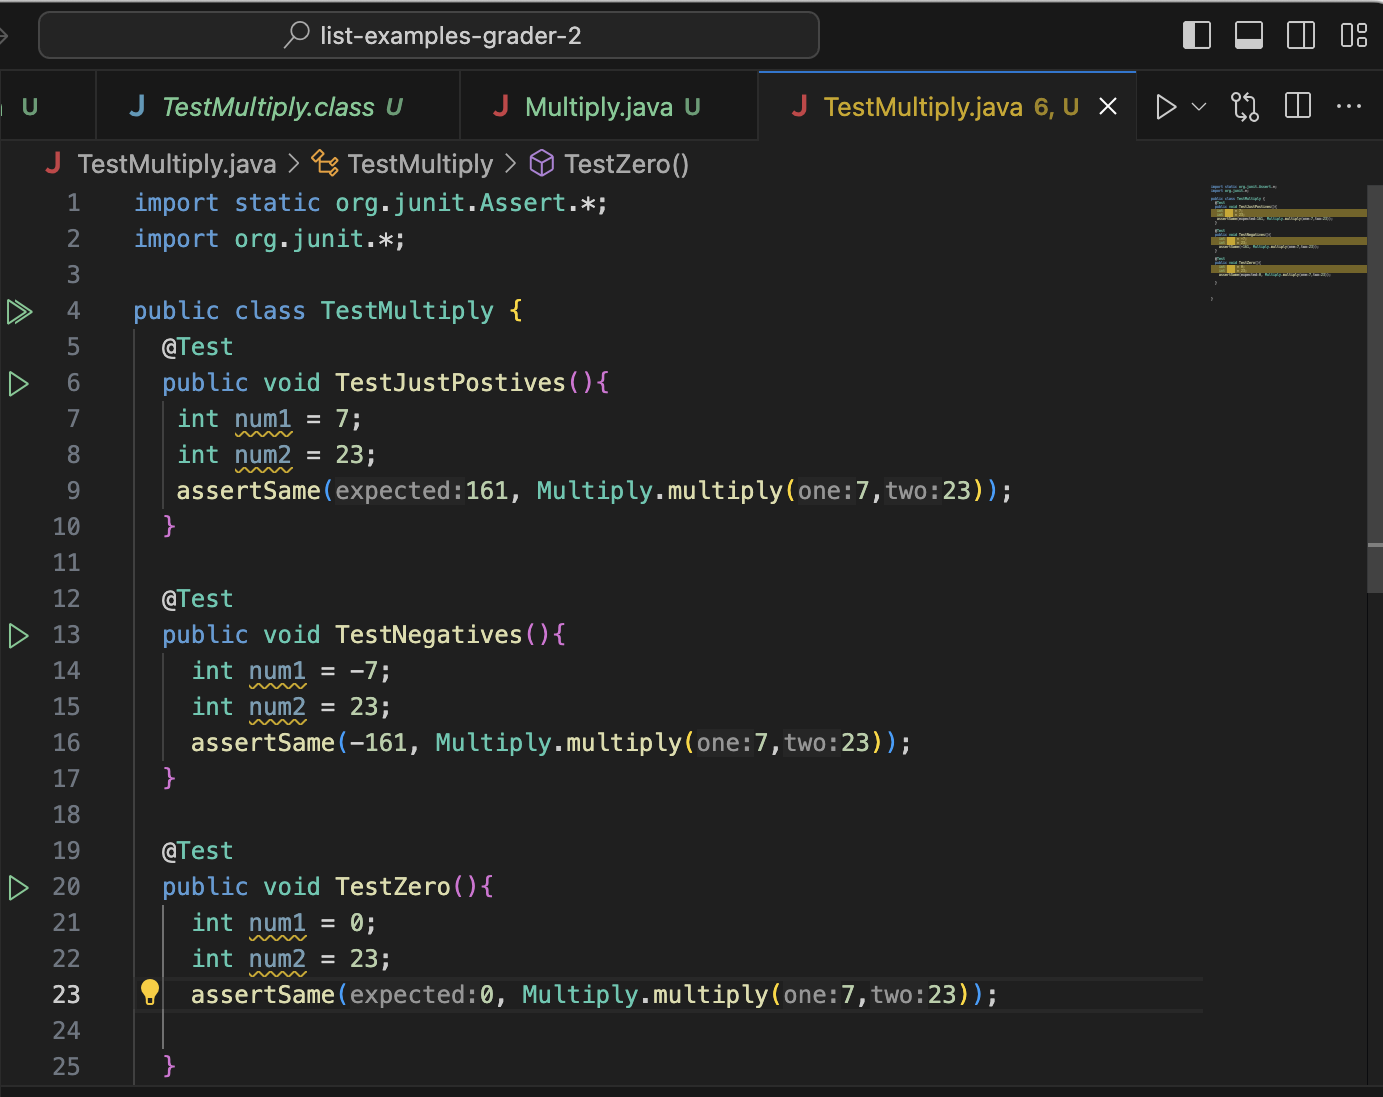 list-examples-grader-2
U
J TestMultiply.class U
J Multiply.java U
J TestMultiply.java 6, U
J TestMultiply.java > TestMultiply > TestZero()
1 import static org.junit.Assert.*;
2 import org.junit.*;
3
4 public class TestMultiply {
5 @Test
6 public void TestJustPostives(){
7 int num1 = 7;
8 int num2 = 23;
9 assertSame(expected:161, Multiply.multiply(one:7,two:23));
10 }
11
12 @Test
13 public void TestNegatives(){
14 int num1 = -7;
15 int num2 = 23;
16 assertSame(-161, Multiply.multiply(one:7,two:23));
17 }
18
19 @Test
20 public void TestZero(){
21 int num1 = 0;
22 int num2 = 23;
23 assertSame(expected:0, Multiply.multiply(one:7,two:23));
24
25 }